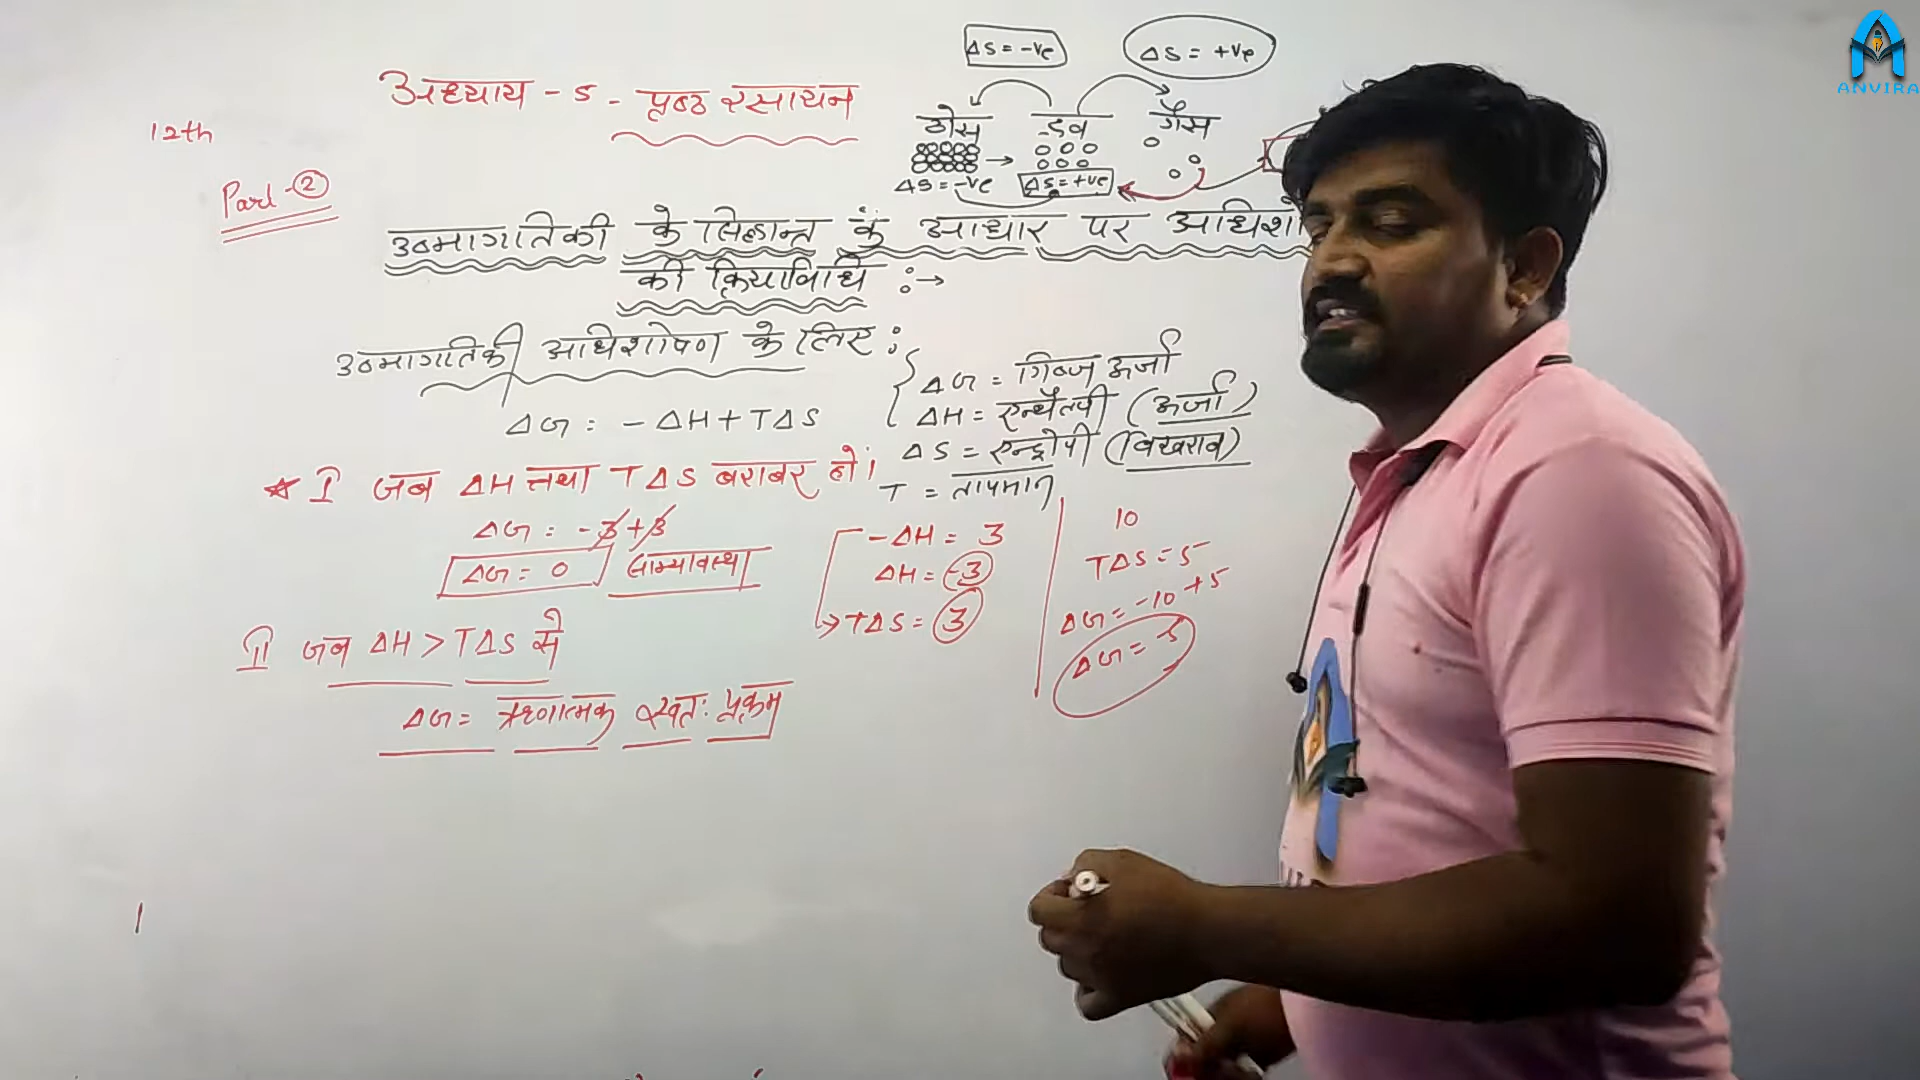 ANVIRA
ΔS = -ve
ΔS = +ve
अध्याय - 5 - पृष्ठ रसायन
12th
ठोस द्रव गैस
ΔS = -ve ΔS = +ve
Part - 2
उष्मागतिकी के सिद्धान्त के आधार पर
की क्रियाविधि :→
उष्मागतिकी अधिशोषण के लिए :
ΔG = - ΔH + TΔS
ΔG = गिब्ज ऊर्जा
ΔH = एन्थैलपी (ऊर्जा)
ΔS = एन्ट्रोपी (बिखराव)
T = तापमान
* I जब ΔH तथा TΔS बराबर हो।
ΔG = - 3 + 3
ΔG = 0 साम्यावस्था
- ΔH = 3
ΔH = -3
→ TΔS = 3
10
TΔS = 5
ΔG = -10 + 5
ΔG = -5
II जब ΔH > TΔS से
ΔG = ऋणात्मक स्वतः प्रक्रम